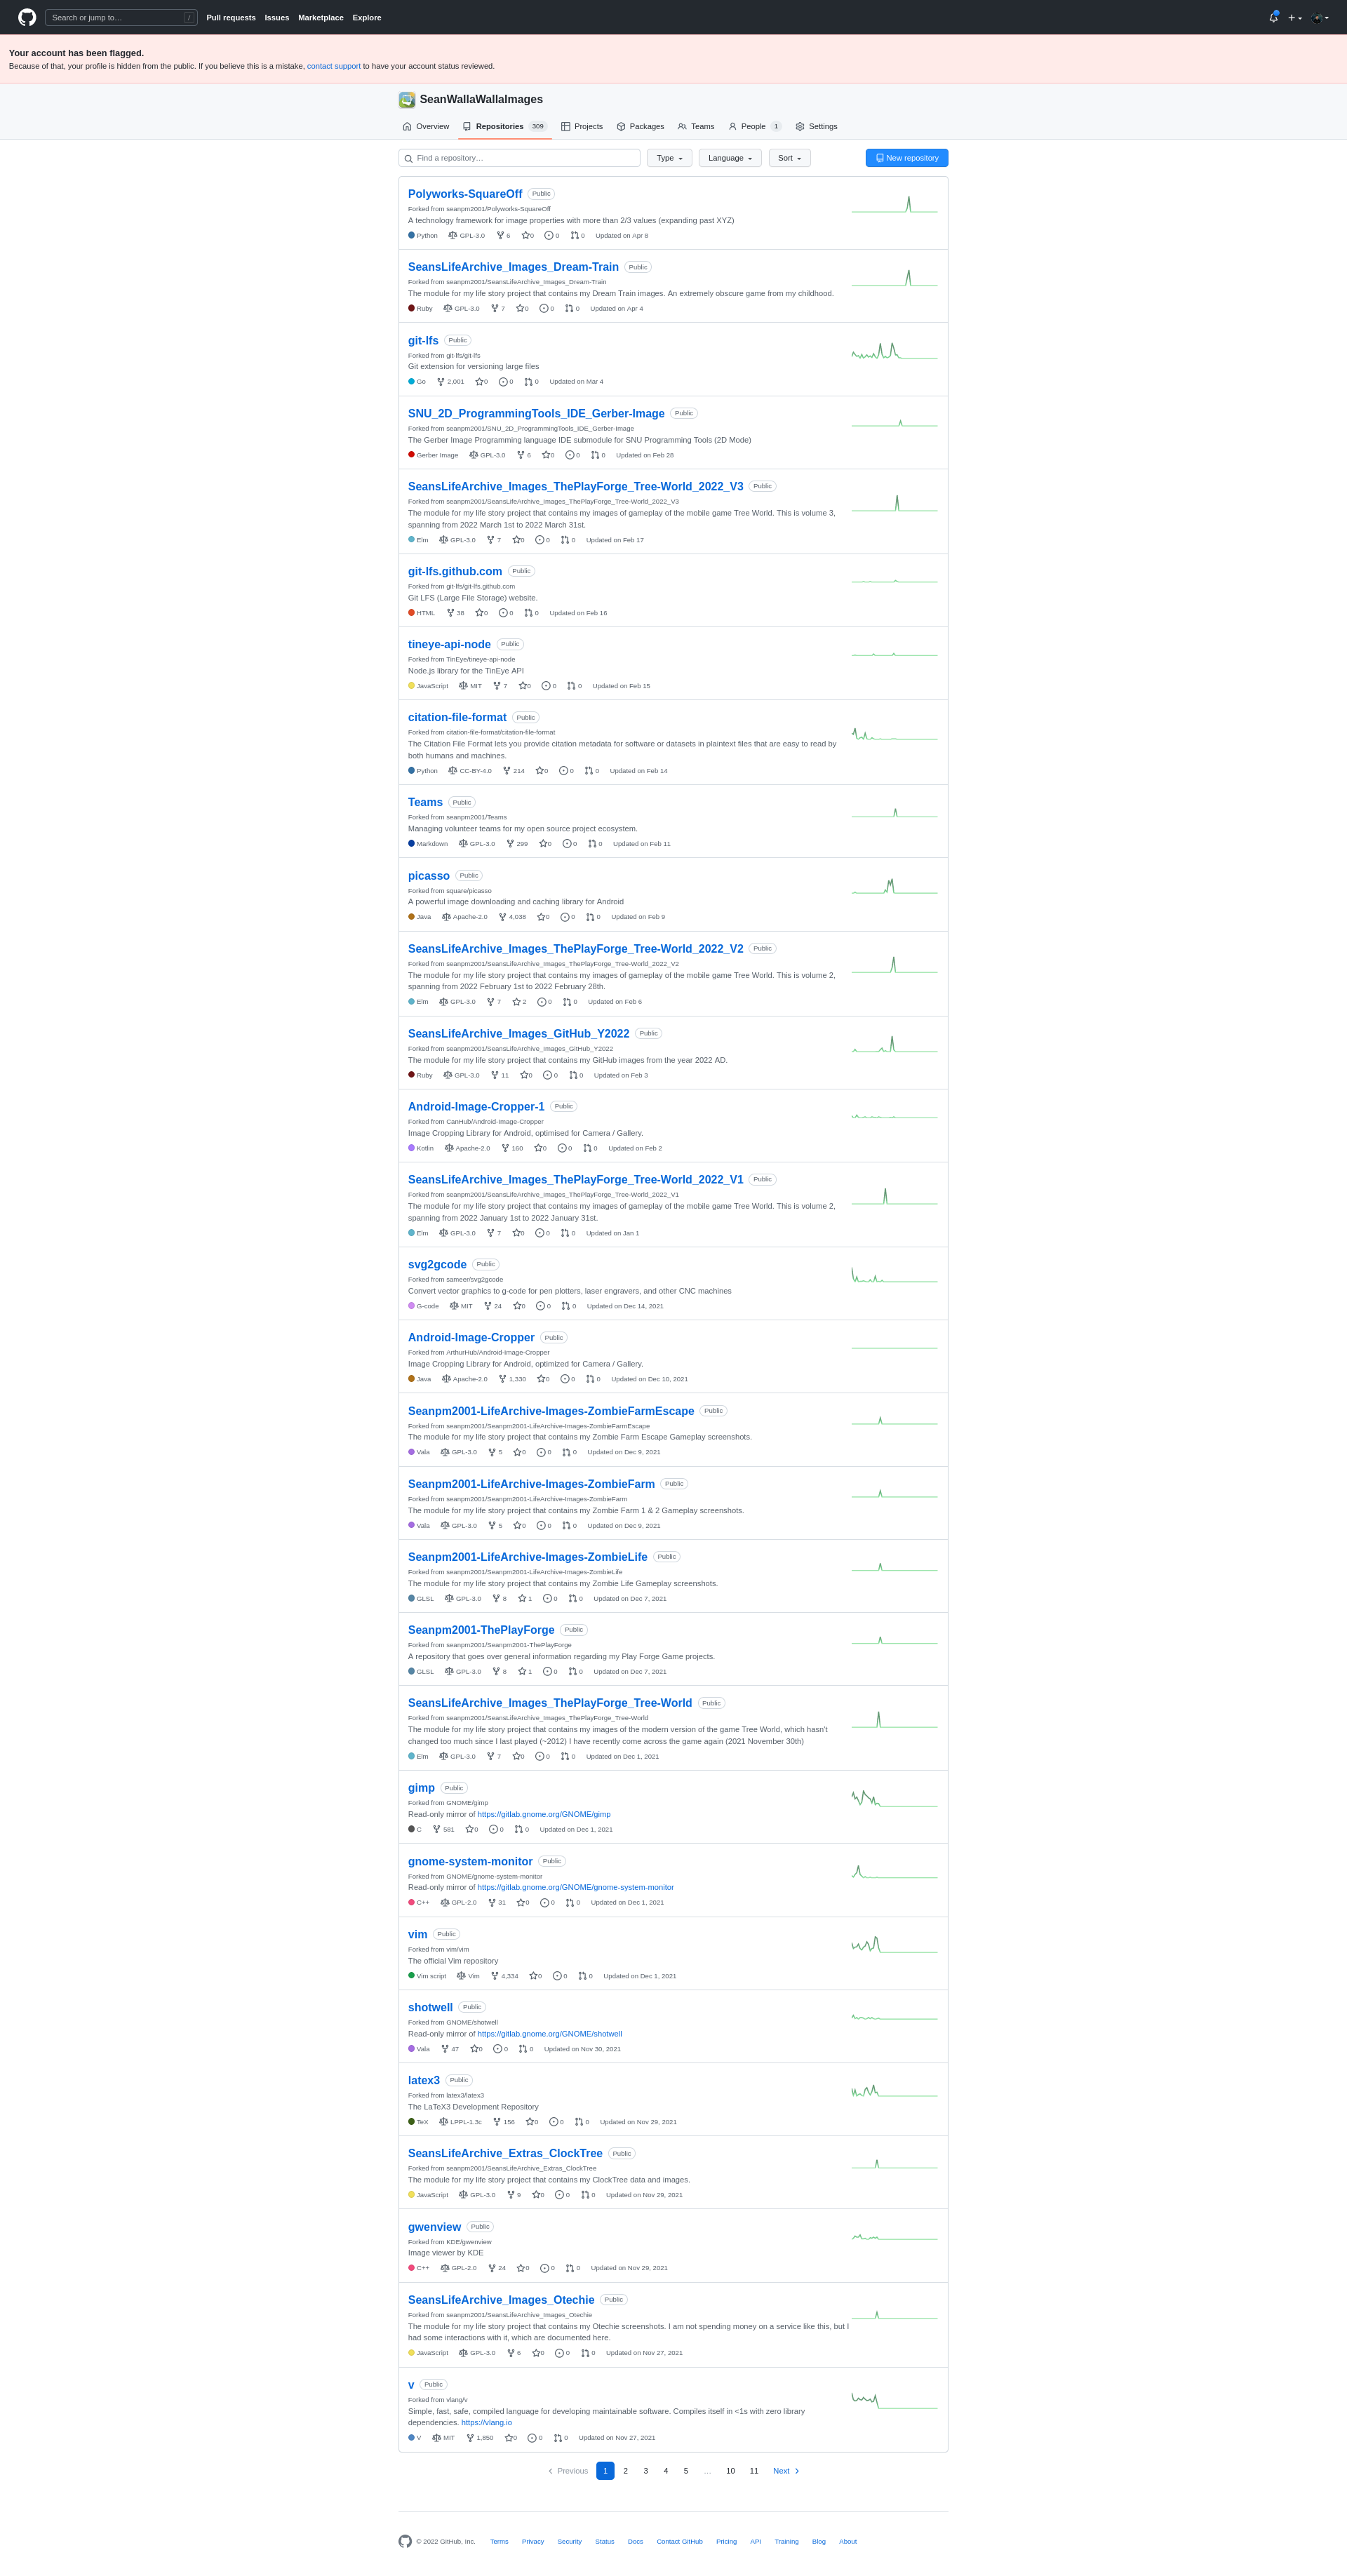 Search or jump to… /
Pull requests Issues Marketplace Explore
Your account has been flagged.
Because of that, your profile is hidden from the public. If you believe this is a mistake, contact support to have your account status reviewed.
SeanWallaWallaImages
Overview Repositories 309 Projects Packages Teams People 1 Settings
Find a repository… Type Language Sort New repository
Polyworks-SquareOff Public
Forked from seanpm2001/Polyworks-SquareOff
A technology framework for image properties with more than 2/3 values (expanding past XYZ)
Python GPL-3.0 6 0 0 0 Updated on Apr 8
SeansLifeArchive_Images_Dream-Train Public
Forked from seanpm2001/SeansLifeArchive_Images_Dream-Train
The module for my life story project that contains my Dream Train images. An extremely obscure game from my childhood.
Ruby GPL-3.0 7 0 0 0 Updated on Apr 4
git-lfs Public
Forked from git-lfs/git-lfs
Git extension for versioning large files
Go 2,001 0 0 0 Updated on Mar 4
SNU_2D_ProgrammingTools_IDE_Gerber-Image Public
Forked from seanpm2001/SNU_2D_ProgrammingTools_IDE_Gerber-Image
The Gerber Image Programming language IDE submodule for SNU Programming Tools (2D Mode)
Gerber Image GPL-3.0 6 0 0 0 Updated on Feb 28
SeansLifeArchive_Images_ThePlayForge_Tree-World_2022_V3 Public
Forked from seanpm2001/SeansLifeArchive_Images_ThePlayForge_Tree-World_2022_V3
The module for my life story project that contains my images of gameplay of the mobile game Tree World. This is volume 3,
spanning from 2022 March 1st to 2022 March 31st.
Elm GPL-3.0 7 0 0 0 Updated on Feb 17
git-lfs.github.com Public
Forked from git-lfs/git-lfs.github.com
Git LFS (Large File Storage) website.
HTML 38 0 0 0 Updated on Feb 16
tineye-api-node Public
Forked from TinEye/tineye-api-node
Node.js library for the TinEye API
JavaScript MIT 7 0 0 0 Updated on Feb 15
citation-file-format Public
Forked from citation-file-format/citation-file-format
The Citation File Format lets you provide citation metadata for software or datasets in plaintext files that are easy to read by
both humans and machines.
Python CC-BY-4.0 214 0 0 0 Updated on Feb 14
Teams Public
Forked from seanpm2001/Teams
Managing volunteer teams for my open source project ecosystem.
Markdown GPL-3.0 299 0 0 0 Updated on Feb 11
picasso Public
Forked from square/picasso
A powerful image downloading and caching library for Android
Java Apache-2.0 4,038 0 0 0 Updated on Feb 9
SeansLifeArchive_Images_ThePlayForge_Tree-World_2022_V2 Public
Forked from seanpm2001/SeansLifeArchive_Images_ThePlayForge_Tree-World_2022_V2
The module for my life story project that contains my images of gameplay of the mobile game Tree World. This is volume 2,
spanning from 2022 February 1st to 2022 February 28th.
Elm GPL-3.0 7 2 0 0 Updated on Feb 6
SeansLifeArchive_Images_GitHub_Y2022 Public
Forked from seanpm2001/SeansLifeArchive_Images_GitHub_Y2022
The module for my life story project that contains my GitHub images from the year 2022 AD.
Ruby GPL-3.0 11 0 0 0 Updated on Feb 3
Android-Image-Cropper-1 Public
Forked from CanHub/Android-Image-Cropper
Image Cropping Library for Android, optimised for Camera / Gallery.
Kotlin Apache-2.0 160 0 0 0 Updated on Feb 2
SeansLifeArchive_Images_ThePlayForge_Tree-World_2022_V1 Public
Forked from seanpm2001/SeansLifeArchive_Images_ThePlayForge_Tree-World_2022_V1
The module for my life story project that contains my images of gameplay of the mobile game Tree World. This is volume 2,
spanning from 2022 January 1st to 2022 January 31st.
Elm GPL-3.0 7 0 0 0 Updated on Jan 1
svg2gcode Public
Forked from sameer/svg2gcode
Convert vector graphics to g-code for pen plotters, laser engravers, and other CNC machines
G-code MIT 24 0 0 0 Updated on Dec 14, 2021
Android-Image-Cropper Public
Forked from ArthurHub/Android-Image-Cropper
Image Cropping Library for Android, optimized for Camera / Gallery.
Java Apache-2.0 1,330 0 0 0 Updated on Dec 10, 2021
Seanpm2001-LifeArchive-Images-ZombieFarmEscape Public
Forked from seanpm2001/Seanpm2001-LifeArchive-Images-ZombieFarmEscape
The module for my life story project that contains my Zombie Farm Escape Gameplay screenshots.
Vala GPL-3.0 5 0 0 0 Updated on Dec 9, 2021
Seanpm2001-LifeArchive-Images-ZombieFarm Public
Forked from seanpm2001/Seanpm2001-LifeArchive-Images-ZombieFarm
The module for my life story project that contains my Zombie Farm 1 & 2 Gameplay screenshots.
Vala GPL-3.0 5 0 0 0 Updated on Dec 9, 2021
Seanpm2001-LifeArchive-Images-ZombieLife Public
Forked from seanpm2001/Seanpm2001-LifeArchive-Images-ZombieLife
The module for my life story project that contains my Zombie Life Gameplay screenshots.
GLSL GPL-3.0 8 1 0 0 Updated on Dec 7, 2021
Seanpm2001-ThePlayForge Public
Forked from seanpm2001/Seanpm2001-ThePlayForge
A repository that goes over general information regarding my Play Forge Game projects.
GLSL GPL-3.0 8 1 0 0 Updated on Dec 7, 2021
SeansLifeArchive_Images_ThePlayForge_Tree-World Public
Forked from seanpm2001/SeansLifeArchive_Images_ThePlayForge_Tree-World
The module for my life story project that contains my images of the modern version of the game Tree World, which hasn't
changed too much since I last played (~2012) I have recently come across the game again (2021 November 30th)
Elm GPL-3.0 7 0 0 0 Updated on Dec 1, 2021
gimp Public
Forked from GNOME/gimp
Read-only mirror of https://gitlab.gnome.org/GNOME/gimp
C 581 0 0 0 Updated on Dec 1, 2021
gnome-system-monitor Public
Forked from GNOME/gnome-system-monitor
Read-only mirror of https://gitlab.gnome.org/GNOME/gnome-system-monitor
C++ GPL-2.0 31 0 0 0 Updated on Dec 1, 2021
vim Public
Forked from vim/vim
The official Vim repository
Vim script Vim 4,334 0 0 0 Updated on Dec 1, 2021
shotwell Public
Forked from GNOME/shotwell
Read-only mirror of https://gitlab.gnome.org/GNOME/shotwell
Vala 47 0 0 0 Updated on Nov 30, 2021
latex3 Public
Forked from latex3/latex3
The LaTeX3 Development Repository
TeX LPPL-1.3c 156 0 0 0 Updated on Nov 29, 2021
SeansLifeArchive_Extras_ClockTree Public
Forked from seanpm2001/SeansLifeArchive_Extras_ClockTree
The module for my life story project that contains my ClockTree data and images.
JavaScript GPL-3.0 9 0 0 0 Updated on Nov 29, 2021
gwenview Public
Forked from KDE/gwenview
Image viewer by KDE
C++ GPL-2.0 24 0 0 0 Updated on Nov 29, 2021
SeansLifeArchive_Images_Otechie Public
Forked from seanpm2001/SeansLifeArchive_Images_Otechie
The module for my life story project that contains my Otechie screenshots. I am not spending money on a service like this, but I
had some interactions with it, which are documented here.
JavaScript GPL-3.0 6 0 0 0 Updated on Nov 27, 2021
v Public
Forked from vlang/v
Simple, fast, safe, compiled language for developing maintainable software. Compiles itself in <1s with zero library
dependencies. https://vlang.io
V MIT 1,850 0 0 0 Updated on Nov 27, 2021
Previous 1 2 3 4 5 … 10 11 Next
© 2022 GitHub, Inc. Terms Privacy Security Status Docs Contact GitHub Pricing API Training Blog About